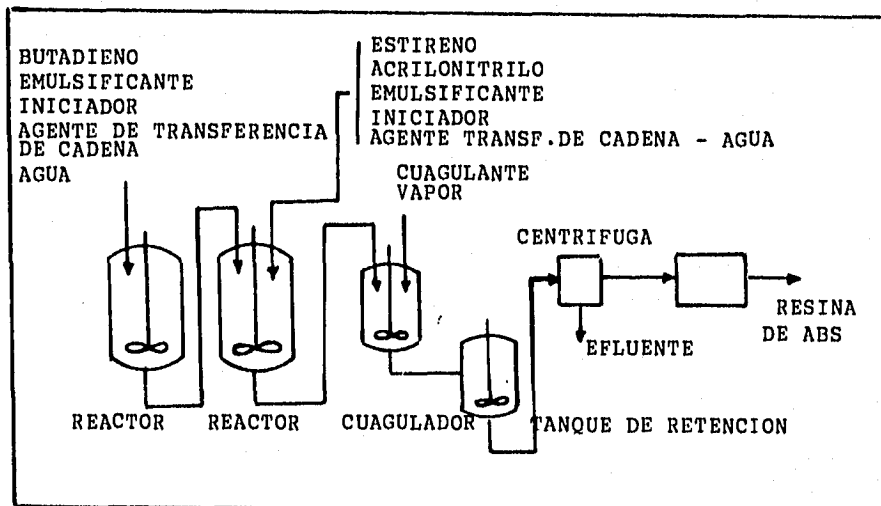 BUTADIENO
EMULSIFICANTE
INICIADOR
AGENTE DE TRANSFERENCIA
DE CADENA
AGUA
ESTIRENO
ACRILONITRILO
EMULSIFICANTE
INICIADOR
AGENTE TRANSF.DE CADENA - AGUA
CUAGULANTE
VAPOR
CENTRIFUGA
RESINA
DE ABS
EFLUENTE
REACTOR
REACTOR
CUAGULADOR
TANQUE DE RETENCION